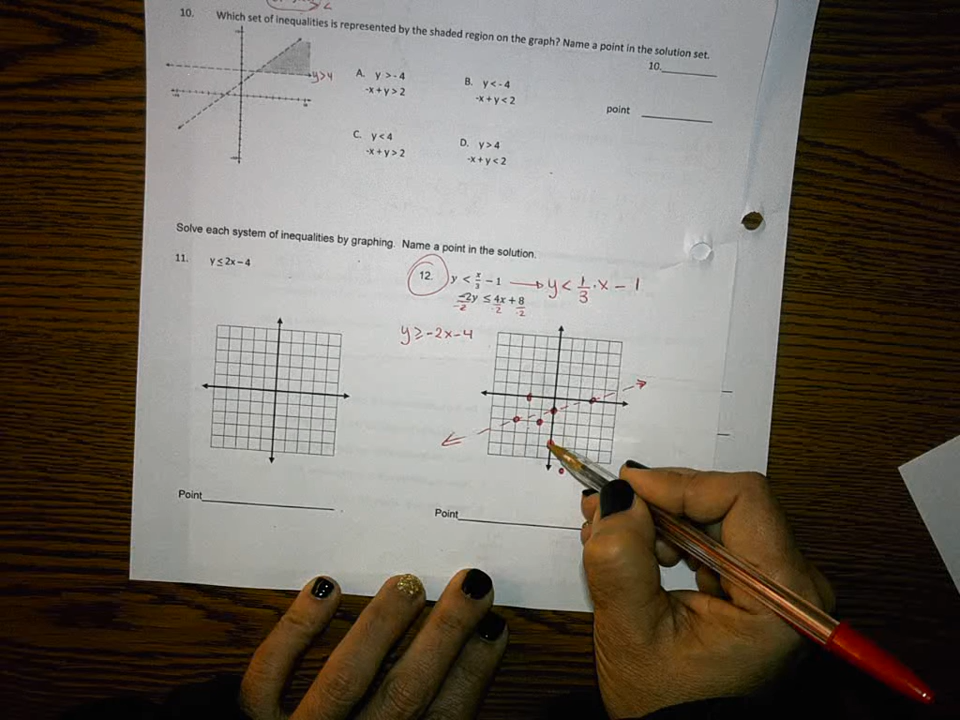 10. Which set of inequalities is represented by the shaded region on the graph? Name a point in the solution set.
10.
y>4
A. y >-4
-x+y>2
B. y<-4
-x+y<2
point
C. y<4
-x+y>2
D. y>4
-x+y<2
Solve each system of inequalities by graphing. Name a point in the solution.
11. y≤2x-4
12. y < x/3 - 1 → y < 1/3 · x - 1
-2y ≤ 4x + 8
-2 -2 -2
y ≥ -2x-4
Point
Point